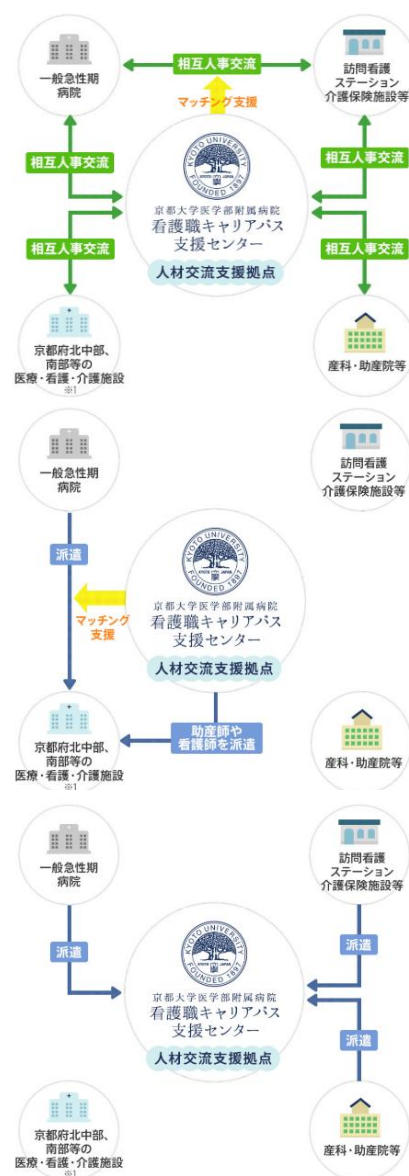 一般急性期
病院
相互人事交流
マッチング支援
訪問看護
ステーション
介護保険施設等
相互人事交流
相互人事交流
KYOTO UNIVERSITY
FOUNDED 1897
京都大学医学部附属病院
看護職キャリアパス
支援センター
人材交流支援拠点
相互人事交流
相互人事交流
京都府北中部、
南部等の
医療・看護・介護施設
※1
産科・助産院等
一般急性期
病院
訪問看護
ステーション
介護保険施設等
派遣
マッチング
支援
KYOTO UNIVERSITY
FOUNDED 1897
京都大学医学部附属病院
看護職キャリアパス
支援センター
人材交流支援拠点
助産師や
看護師を派遣
京都府北中部、
南部等の
医療・看護・介護施設
※1
産科・助産院等
一般急性期
病院
訪問看護
ステーション
介護保険施設等
派遣
派遣
KYOTO UNIVERSITY
FOUNDED 1897
京都大学医学部附属病院
看護職キャリアパス
支援センター
人材交流支援拠点
派遣
京都府北中部、
南部等の
医療・看護・介護施設
※1
産科・助産院等